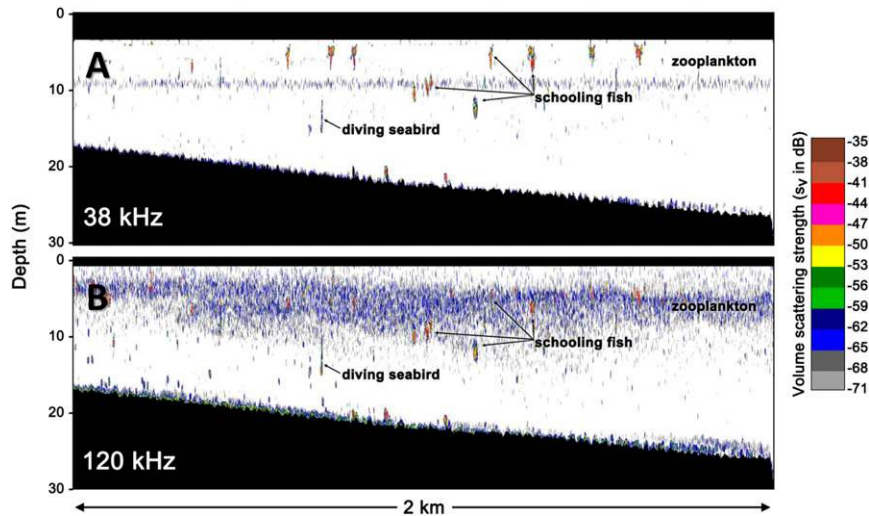 0
A
zooplankton
10
schooling fish
diving seabird
20
38 kHz
30
Depth (m)
0
B
zooplankton
10
schooling fish
diving seabird
20
120 kHz
30
2 km
-35
-38
-41
-44
-47
-50
-53
-56
-59
-62
-65
-68
-71
Volume scattering strength (sv in dB)